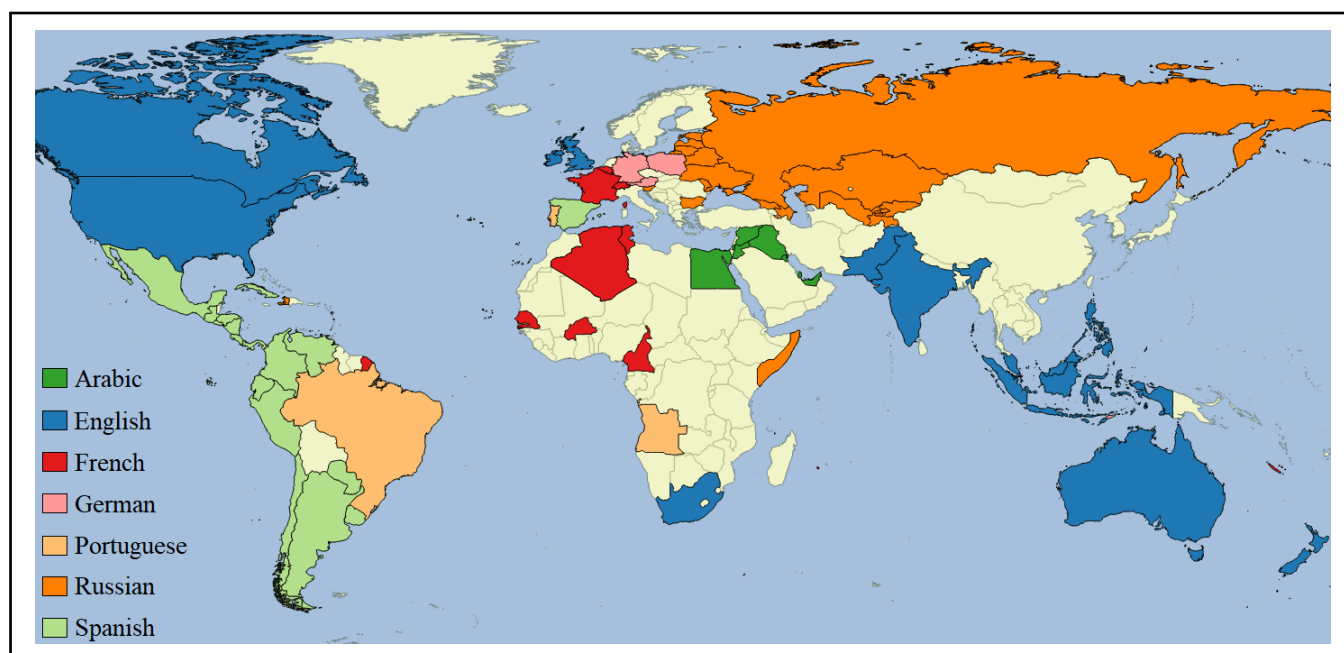 Arabic
English
French
German
Portuguese
Russian
Spanish